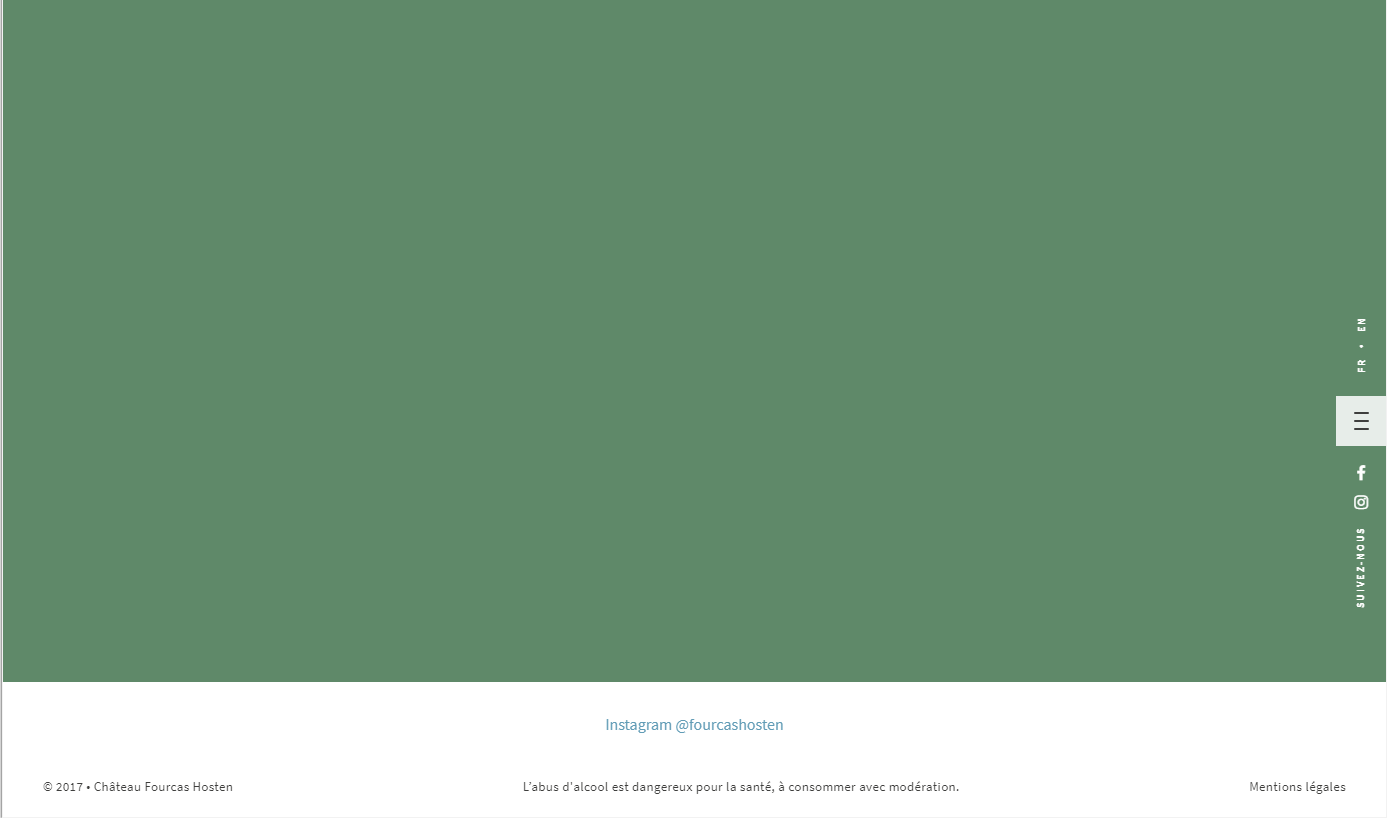 FR • EN
SUIVEZ-NOUS
Instagram @fourcashosten
© 2017 • Château Fourcas Hosten
L’abus d'alcool est dangereux pour la santé, à consommer avec modération.
Mentions légales